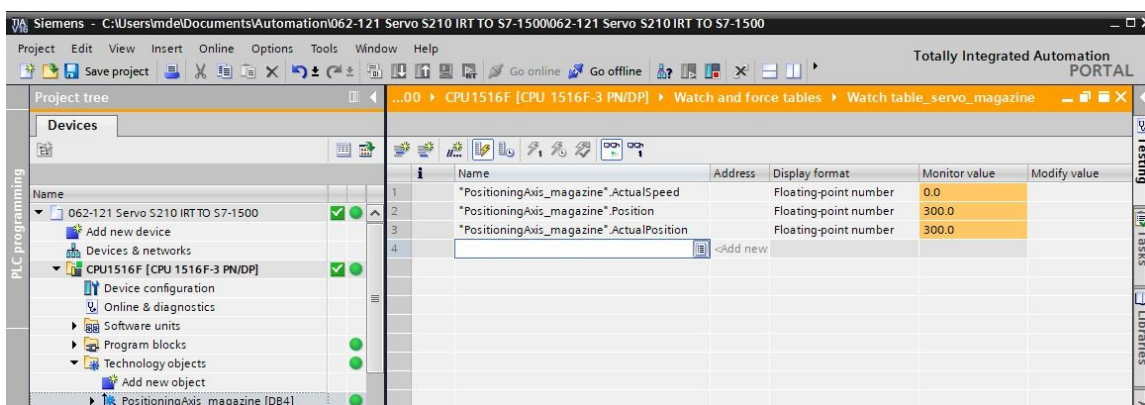 Siemens - C:\Users\mde\Documents\Automation\062-121 Servo S210 IRT TO S7-1500\062-121 Servo S210 IRT TO S7-1500
Project Edit View Insert Online Options Tools Window Help
Totally Integrated Automation
PORTAL
Save project Go online Go offline
Project tree
...00 CPU1516F [CPU 1516F-3 PN/DP] Watch and force tables Watch table_servo_magazine
Devices
i Name Address Display format Monitor value Modify value
1 "PositioningAxis_magazine".ActualSpeed Floating-point number 0.0
2 "PositioningAxis_magazine".Position Floating-point number 300.0
3 "PositioningAxis_magazine".ActualPosition Floating-point number 300.0
4 <Add new
Name
062-121 Servo S210 IRT TO S7-1500
Add new device
Devices & networks
CPU1516F [CPU 1516F-3 PN/DP]
Device configuration
Online & diagnostics
Software units
Program blocks
Technology objects
Add new object
PositioningAxis_magazine [DB4]
PLC programming
Testing
Tasks
Libraries